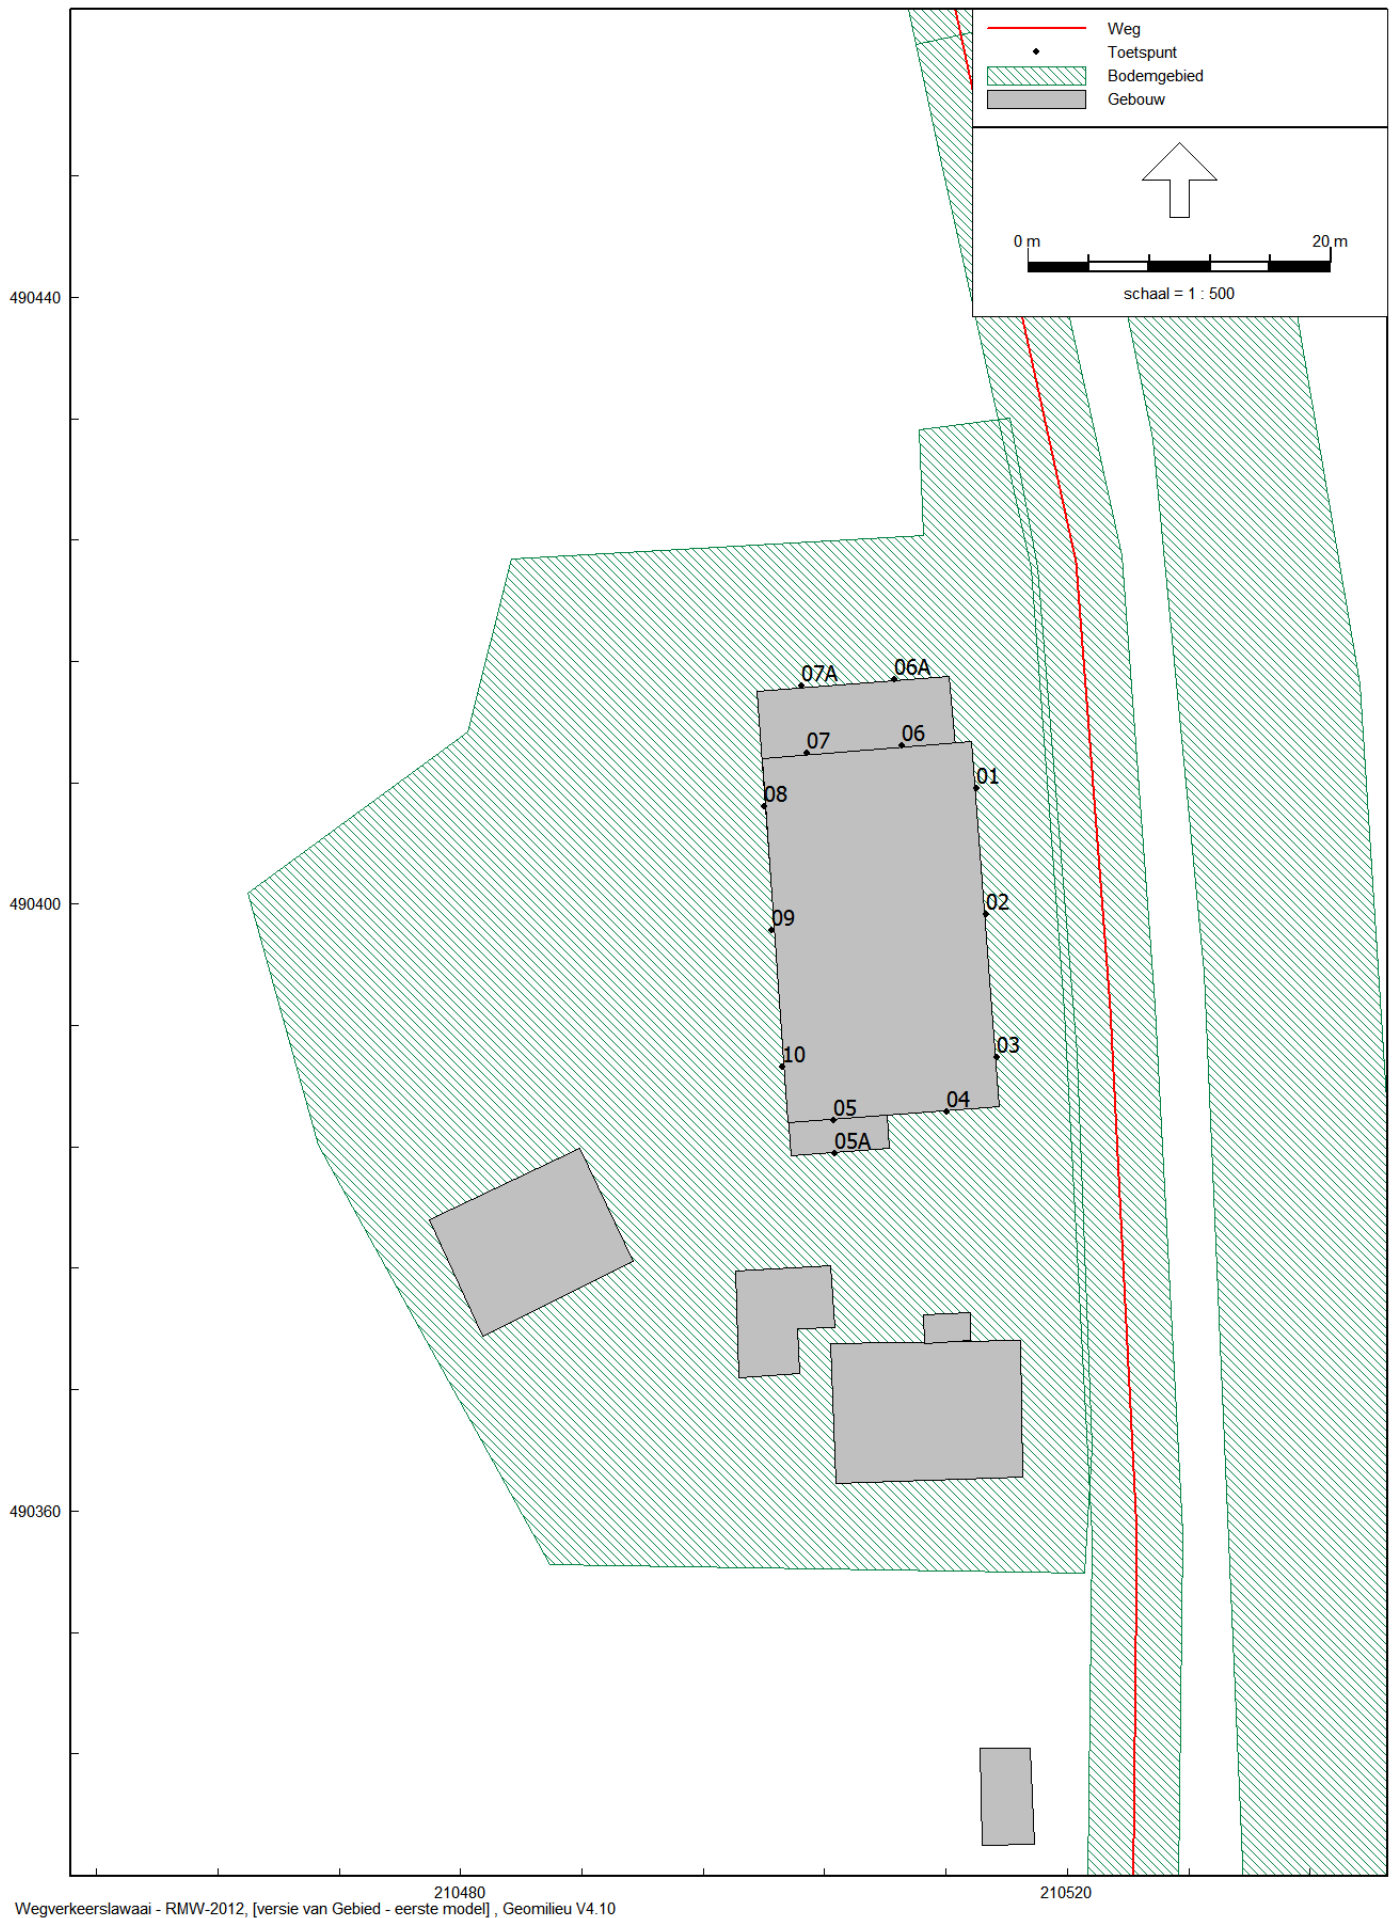 Weg
Toetspunt
Bodemgebied
Gebouw
0 m 20 m
schaal = 1 : 500
490440
07A 06A
07 06
01
08
490400
02
09
03
10
05 04
05A
490360
210480 210520
Wegverkeerslawaai - RMW-2012, [versie van Gebied - eerste model] , Geomilieu V4.10